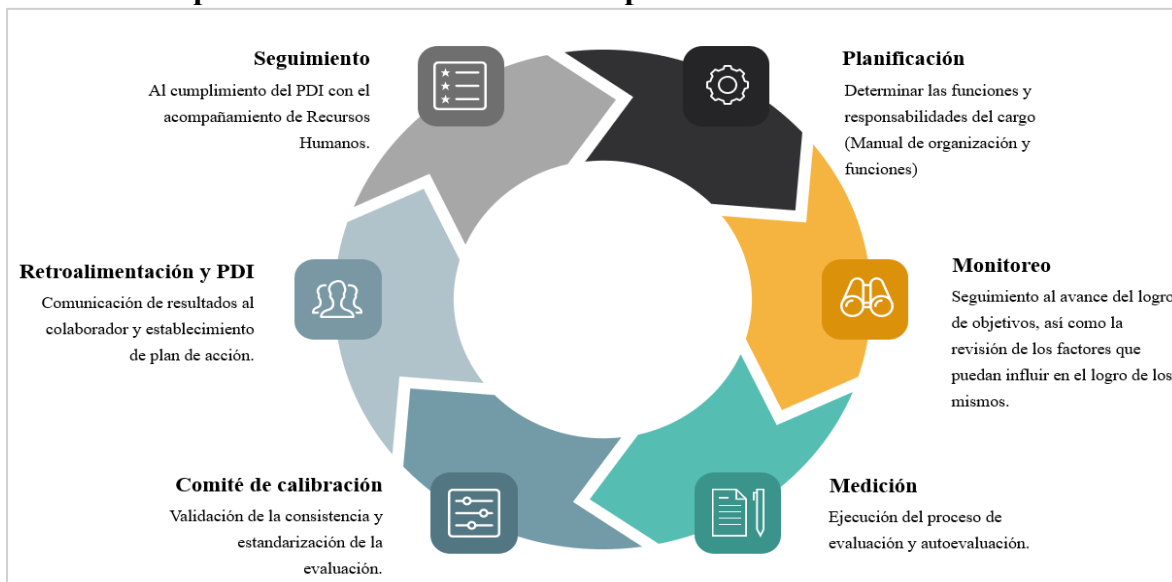 Seguimiento
Al cumplimiento del PDI con el
acompañamiento de Recursos
Humanos.
Planificación
Determinar las funciones y
responsabilidades del cargo
(Manual de organización y
funciones)
Retroalimentación y PDI
Comunicación de resultados al
colaborador y establecimiento
de plan de acción.
Monitoreo
Seguimiento al avance del logro
de objetivos, así como la
revisión de los factores que
puedan influir en el logro de los
mismos.
Comité de calibración
Validación de la consistencia y
estandarización de la
evaluación.
Medición
Ejecución del proceso de
evaluación y autoevaluación.